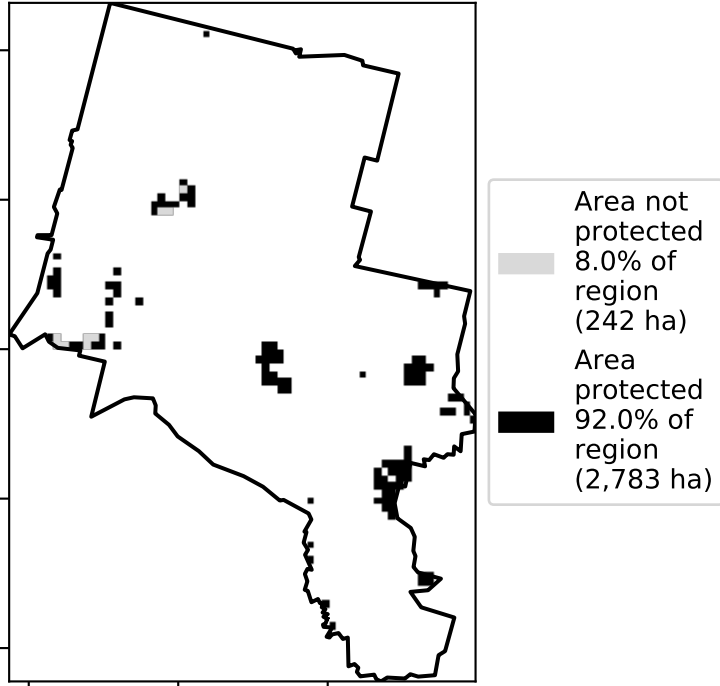 Area not
protected
8.0% of
region
(242 ha)
Area
protected
92.0% of
region
(2,783 ha)